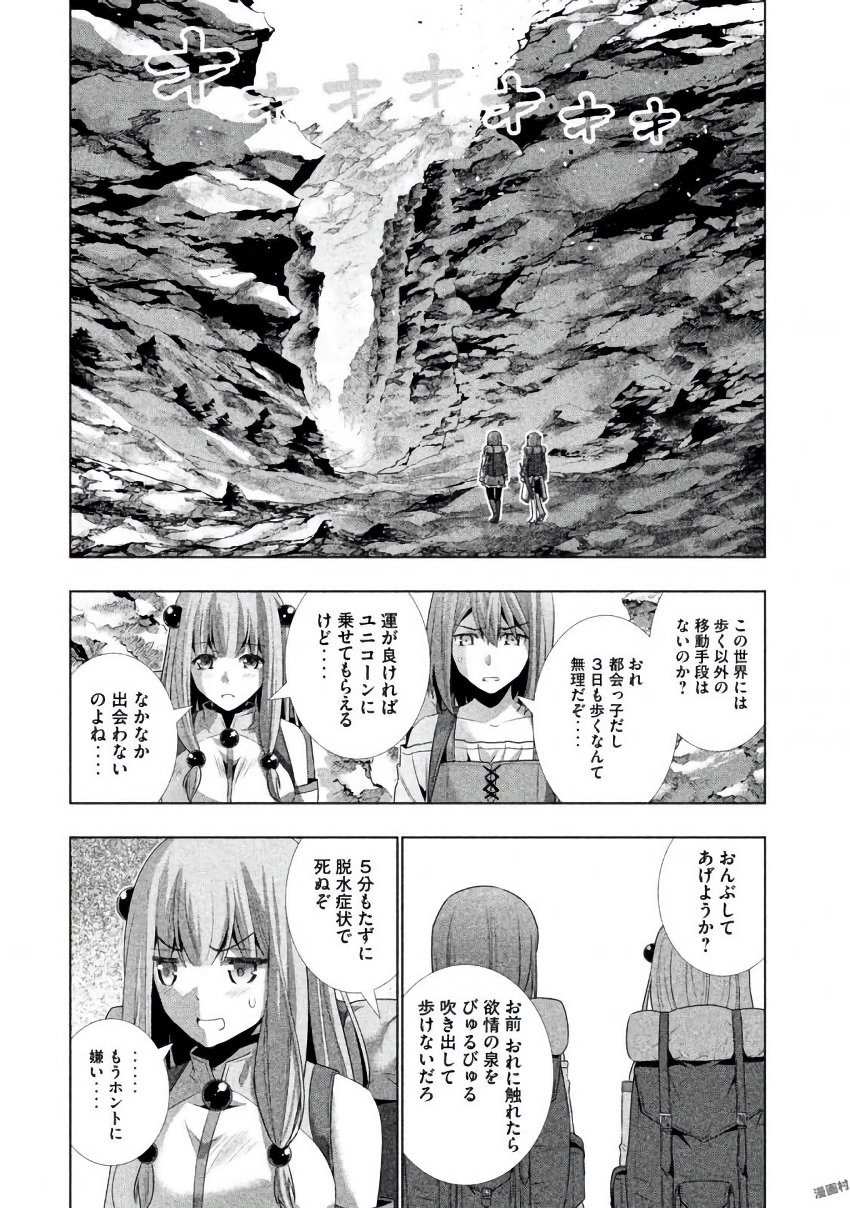 オオオオオオオ
この世界には
歩く以外の
移動手段は
ないのか？
おれ
都会っ子だし
3日も歩くなんて
無理だぞ‥‥
運が良ければ
ユニコーンに
乗せてもらえる
けど‥‥
なかなか
出会わない
のよね‥‥
おんぶして
あげようか？
お前 おれに触れたら
欲情の泉を
びゅるびゅる
吹き出して
歩けないだろ
5分もたずに
脱水症状で
死ぬぞ
‥‥‥
もうホントに
嫌い‥‥
漫画村